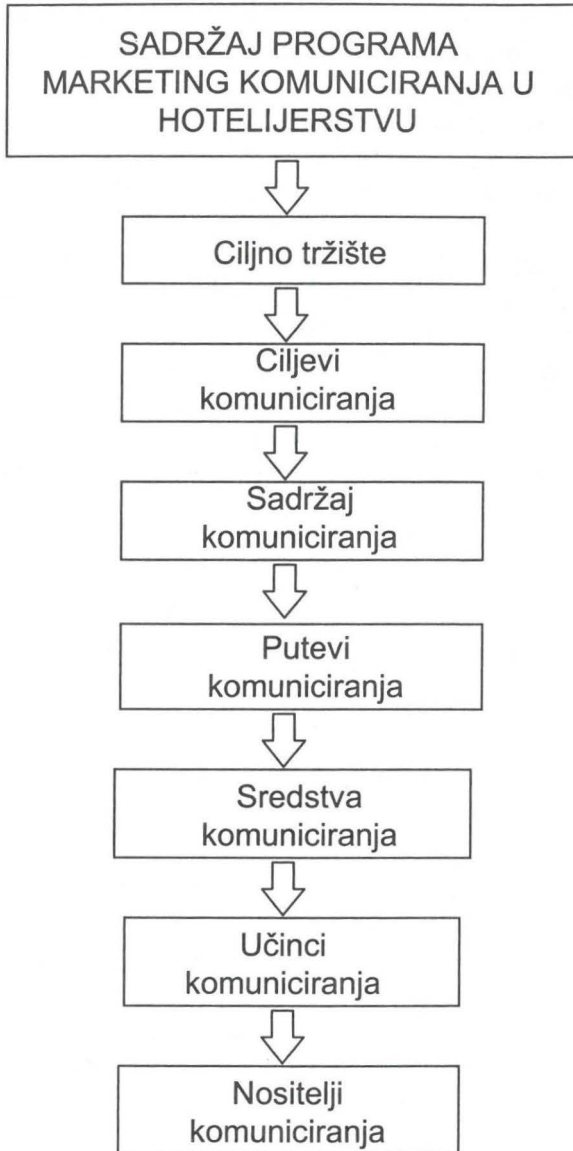 SADRŽAJ PROGRAMA
MARKETING KOMUNICIRANJA U
HOTELIJERSTVU
Ciljno tržište
Ciljevi
komuniciranja
Sadržaj
komuniciranja
Putevi
komuniciranja
Sredstva
komuniciranja
Učinci
komuniciranja
Nositelji
komuniciranja